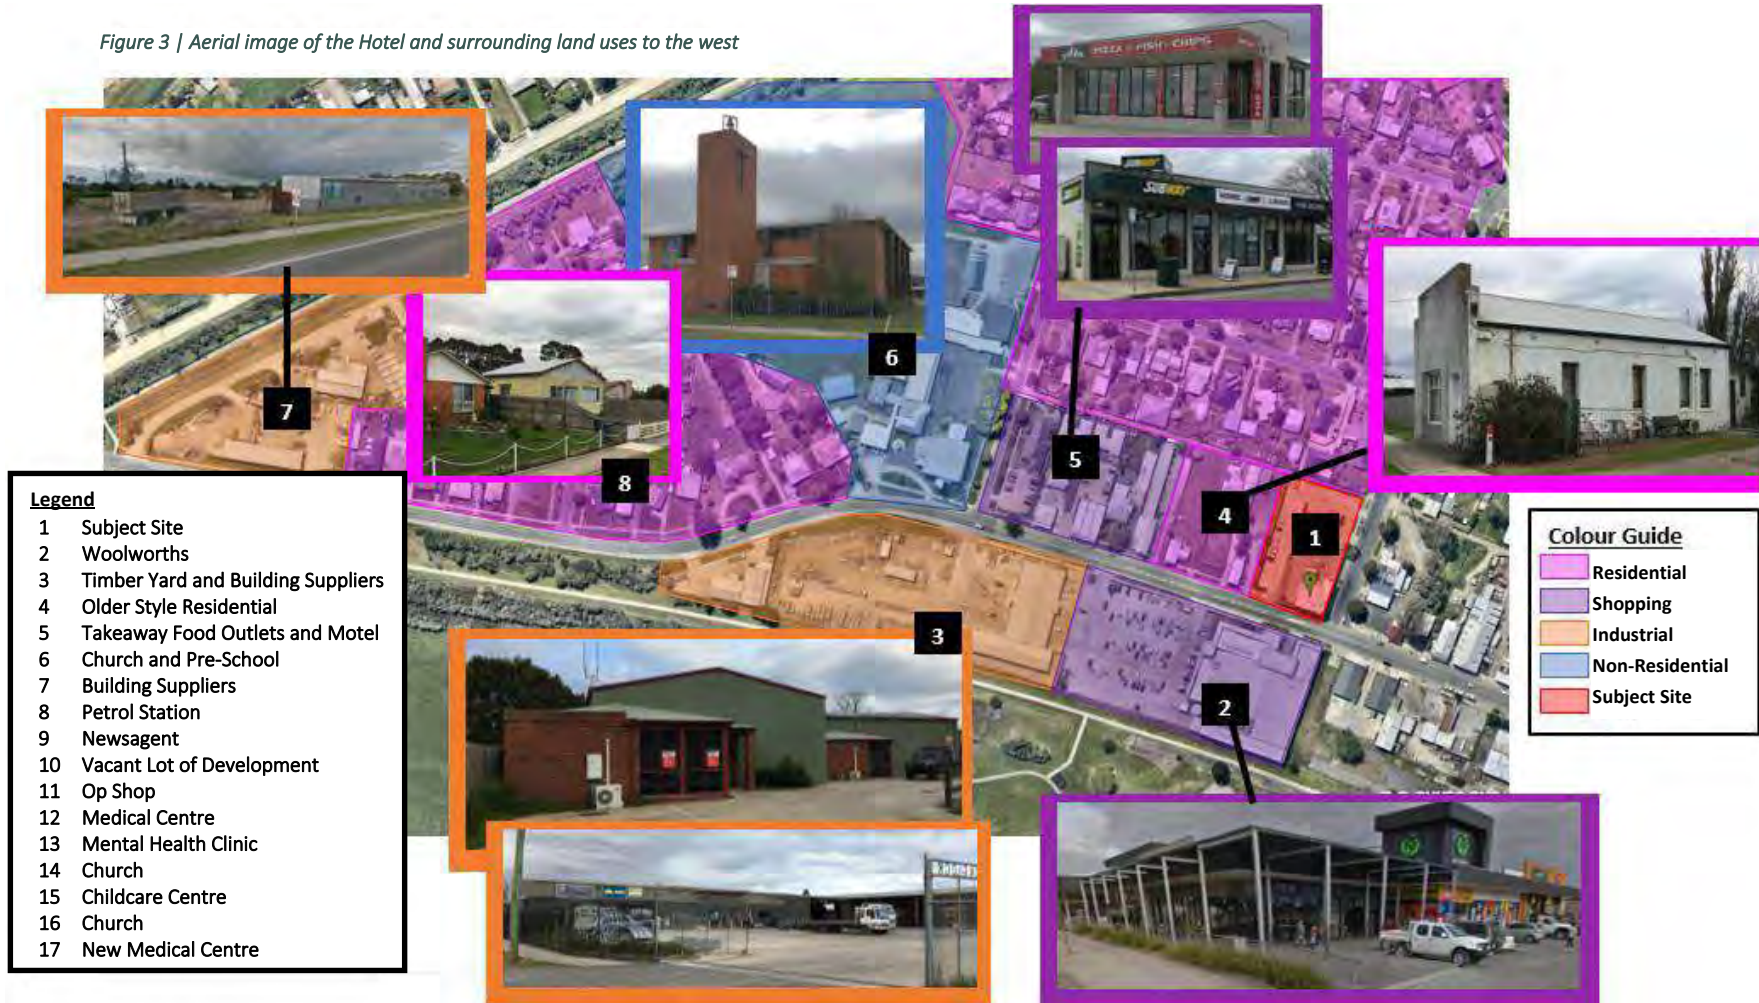 Figure 3 | Aerial image of the Hotel and surrounding land uses to the west
PIZZA - FISH - CHIPS
SUBWAY
6
7
8
5
4
1
3
2
Legend
1 Subject Site
2 Woolworths
3 Timber Yard and Building Suppliers
4 Older Style Residential
5 Takeaway Food Outlets and Motel
6 Church and Pre-School
7 Building Suppliers
8 Petrol Station
9 Newsagent
10 Vacant Lot of Development
11 Op Shop
12 Medical Centre
13 Mental Health Clinic
14 Church
15 Childcare Centre
16 Church
17 New Medical Centre
Colour Guide
Residential
Shopping
Industrial
Non-Residential
Subject Site